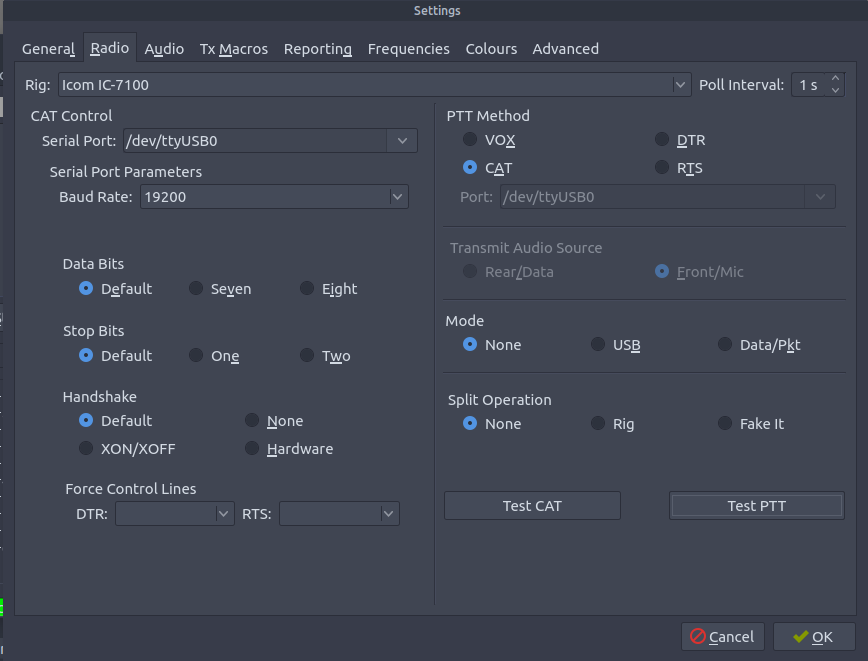 Settings
General Radio Audio Tx Macros Reporting Frequencies Colours Advanced
Rig: Icom IC-7100 Poll Interval: 1 s
CAT Control
Serial Port: /dev/ttyUSB0
Serial Port Parameters
Baud Rate: 19200
Data Bits
Default Seven Eight
Stop Bits
Default One Two
Handshake
Default None
XON/XOFF Hardware
Force Control Lines
DTR: RTS:
PTT Method
VOX DTR
CAT RTS
Port: /dev/ttyUSB0
Transmit Audio Source
Rear/Data Front/Mic
Mode
None USB Data/Pkt
Split Operation
None Rig Fake It
Test CAT Test PTT
Cancel OK